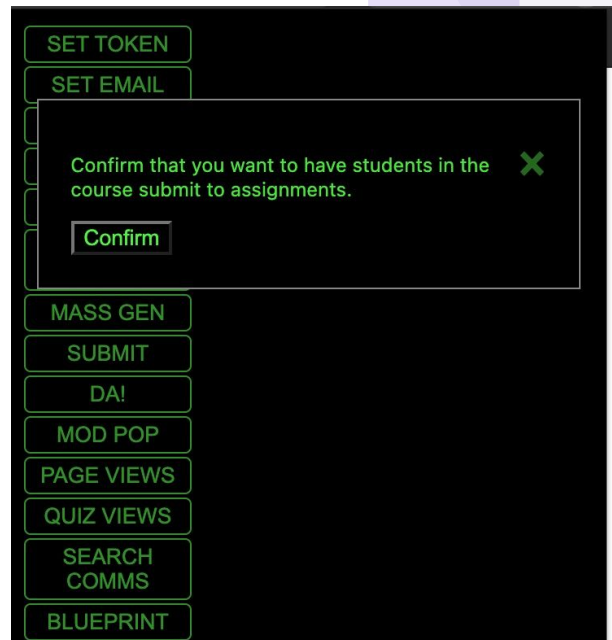 SET TOKEN
SET EMAIL
Confirm that you want to have students in the
course submit to assignments.
Confirm
MASS GEN
SUBMIT
DA!
MOD POP
PAGE VIEWS
QUIZ VIEWS
SEARCH
COMMS
BLUEPRINT